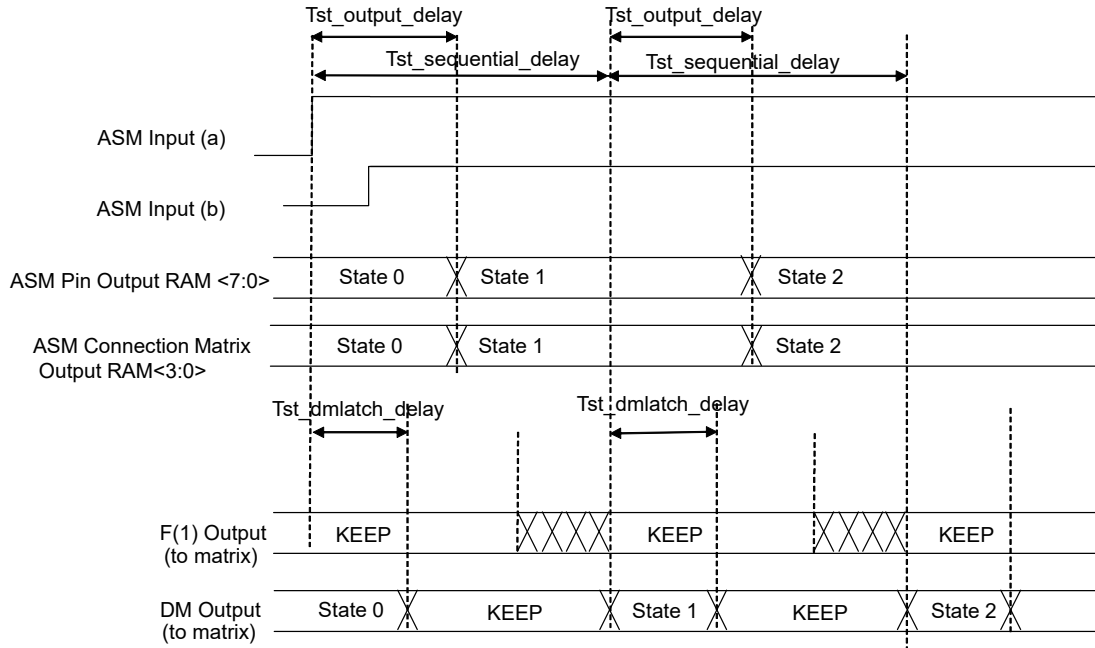 Tst_output_delay
Tst_output_delay
Tst_sequential_delay
Tst_sequential_delay
ASM Input (a)
ASM Input (b)
ASM Pin Output RAM <7:0>
State 0
State 1
State 2
ASM Connection Matrix
Output RAM<3:0>
State 0
State 1
State 2
Tst_dmlatch_delay
Tst_dmlatch_delay
F(1) Output
(to matrix)
KEEP
KEEP
KEEP
DM Output
(to matrix)
State 0
KEEP
State 1
KEEP
State 2